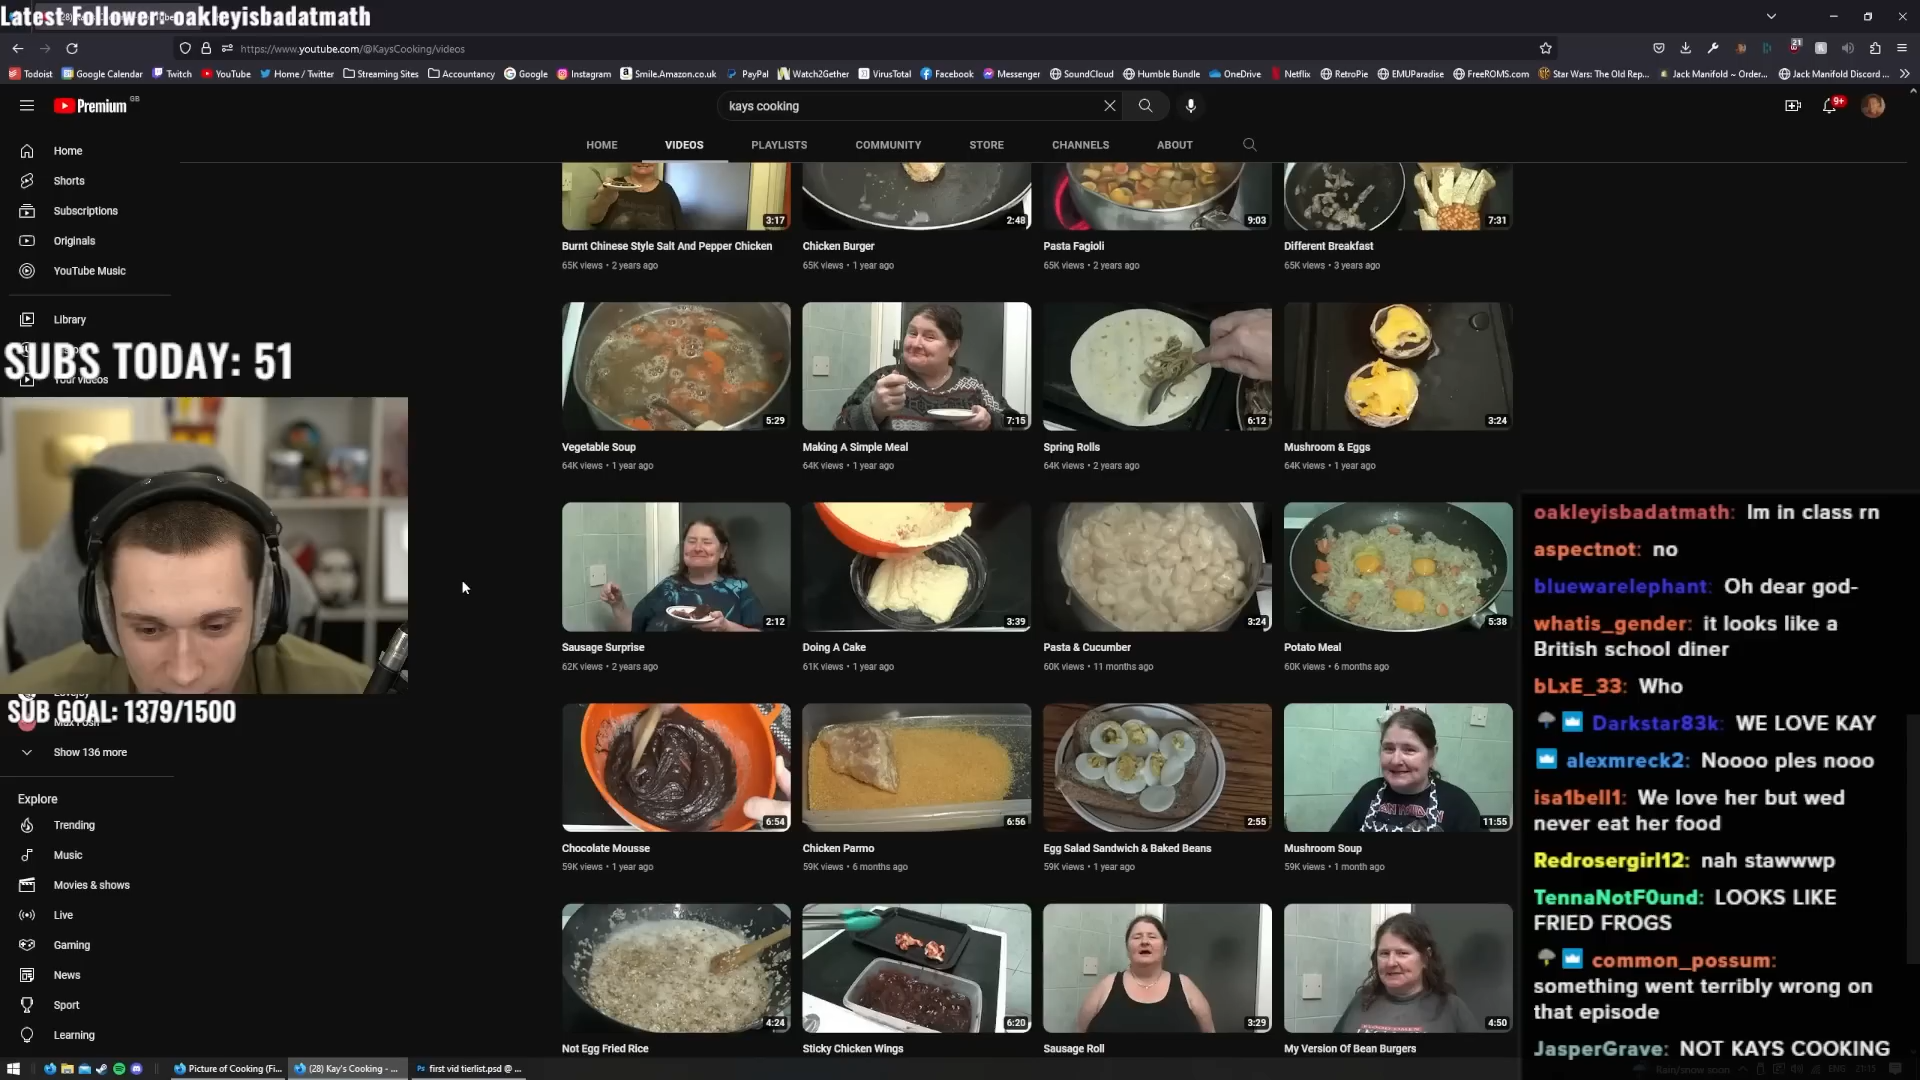 Latest Follower: oakleyisbadatmath
https://www.youtube.com/@KaysCooking/videos
21
Todoist Google Calendar Twitch YouTube Home / Twitter Streaming Sites Accountancy Google Instagram Smile.Amazon.co.uk PayPal Watch2Gether VirusTotal Facebook Messenger SoundCloud Humble Bundle OneDrive Netflix RetroPie EMUParadise FreeROMS.com Star Wars: The Old Rep... Jack Manifold ~ Order... Jack Manifold Discord ...
Premium GB
kays cooking
9+
HOME VIDEOS PLAYLISTS COMMUNITY STORE CHANNELS ABOUT
Home
Shorts
Subscriptions
Originals
YouTube Music
Library
SUBS TODAY: 51
Your videos
SUB GOAL: 1379/1500
Show 136 more
Explore
Trending
Music
Movies & shows
Live
Gaming
News
Sport
Learning
3:17 2:48 9:03 7:31
Burnt Chinese Style Salt And Pepper Chicken Chicken Burger Pasta Fagioli Different Breakfast
65K views • 2 years ago 65K views • 1 year ago 65K views • 2 years ago 65K views • 3 years ago
5:29 7:15 6:12 3:24
Vegetable Soup Making A Simple Meal Spring Rolls Mushroom & Eggs
64K views • 1 year ago 64K views • 1 year ago 64K views • 2 years ago 64K views • 1 year ago
2:12 3:39 3:24 5:38
Sausage Surprise Doing A Cake Pasta & Cucumber Potato Meal
62K views • 2 years ago 61K views • 1 year ago 60K views • 11 months ago 60K views • 6 months ago
6:54 6:56 2:55 11:55
Chocolate Mousse Chicken Parmo Egg Salad Sandwich & Baked Beans Mushroom Soup
59K views • 1 year ago 59K views • 6 months ago 59K views • 1 year ago 59K views • 1 month ago
4:24 6:20 3:29 4:50
Not Egg Fried Rice Sticky Chicken Wings Sausage Roll My Version Of Bean Burgers
oakleyisbadatmath: Im in class rn
aspectnot: no
bluewarelephant: Oh dear god-
whatis_gender: it looks like a
British school diner
bLxE_33: Who
Darkstar83k: WE LOVE KAY
alexmreck2: Noooo ples nooo
isa1bell1: We love her but wed
never eat her food
Redrosergirl12: nah stawwwp
TennaNotF0und: LOOKS LIKE
FRIED FROGS
common_possum:
something went terribly wrong on
that episode
JasperGrave: NOT KAYS COOKING
Picture of Cooking (Fi... (28) Kay's Cooking - ... first vid tierlist.psd @ ...
Rain/snow soon ENG 21:15